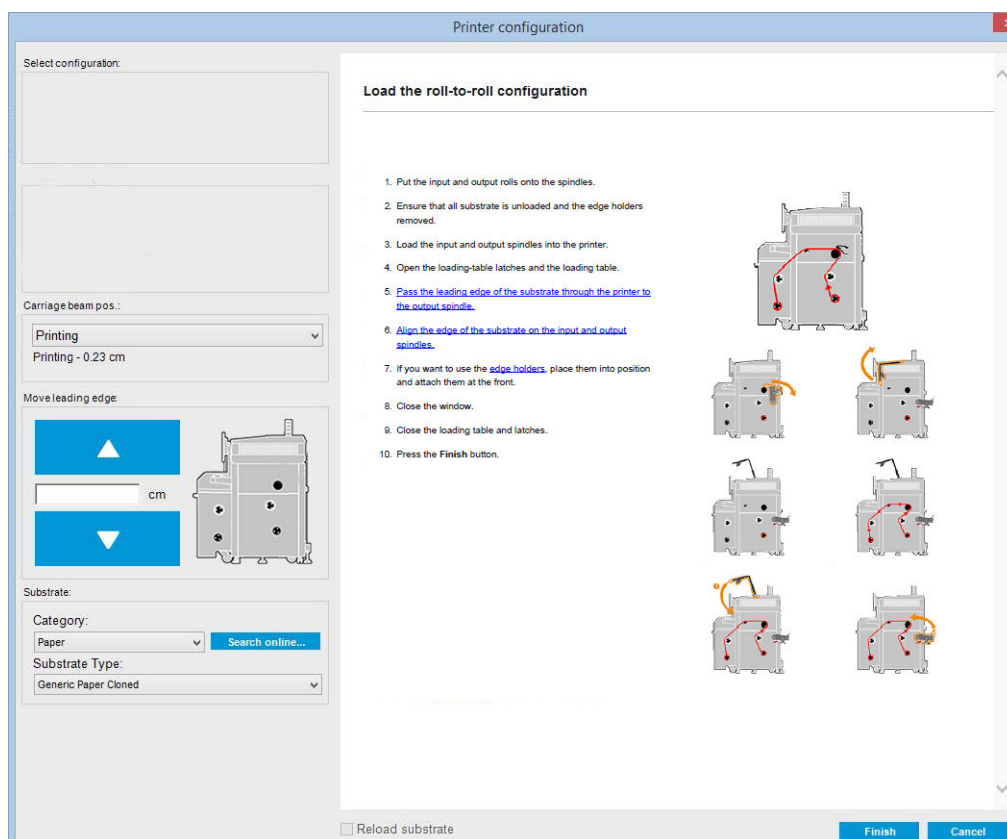 Printer configuration
Select configuration:
Carriage beam pos.:
Printing
Printing - 0.23 cm
Move leading edge:
cm
Substrate:
Category:
Paper
Search online...
Substrate Type:
Generic Paper Cloned
Load the roll-to-roll configuration
1. Put the input and output rolls onto the spindles.
2. Ensure that all substrate is unloaded and the edge holders
removed.
3. Load the input and output spindles into the printer.
4. Open the loading-table latches and the loading table.
5. Pass the leading edge of the substrate through the printer to
the output spindle.
6. Align the edge of the substrate on the input and output
spindles.
7. If you want to use the edge holders, place them into position
and attach them at the front.
8. Close the window.
9. Close the loading table and latches.
10. Press the Finish button.
Reload substrate
Finish
Cancel